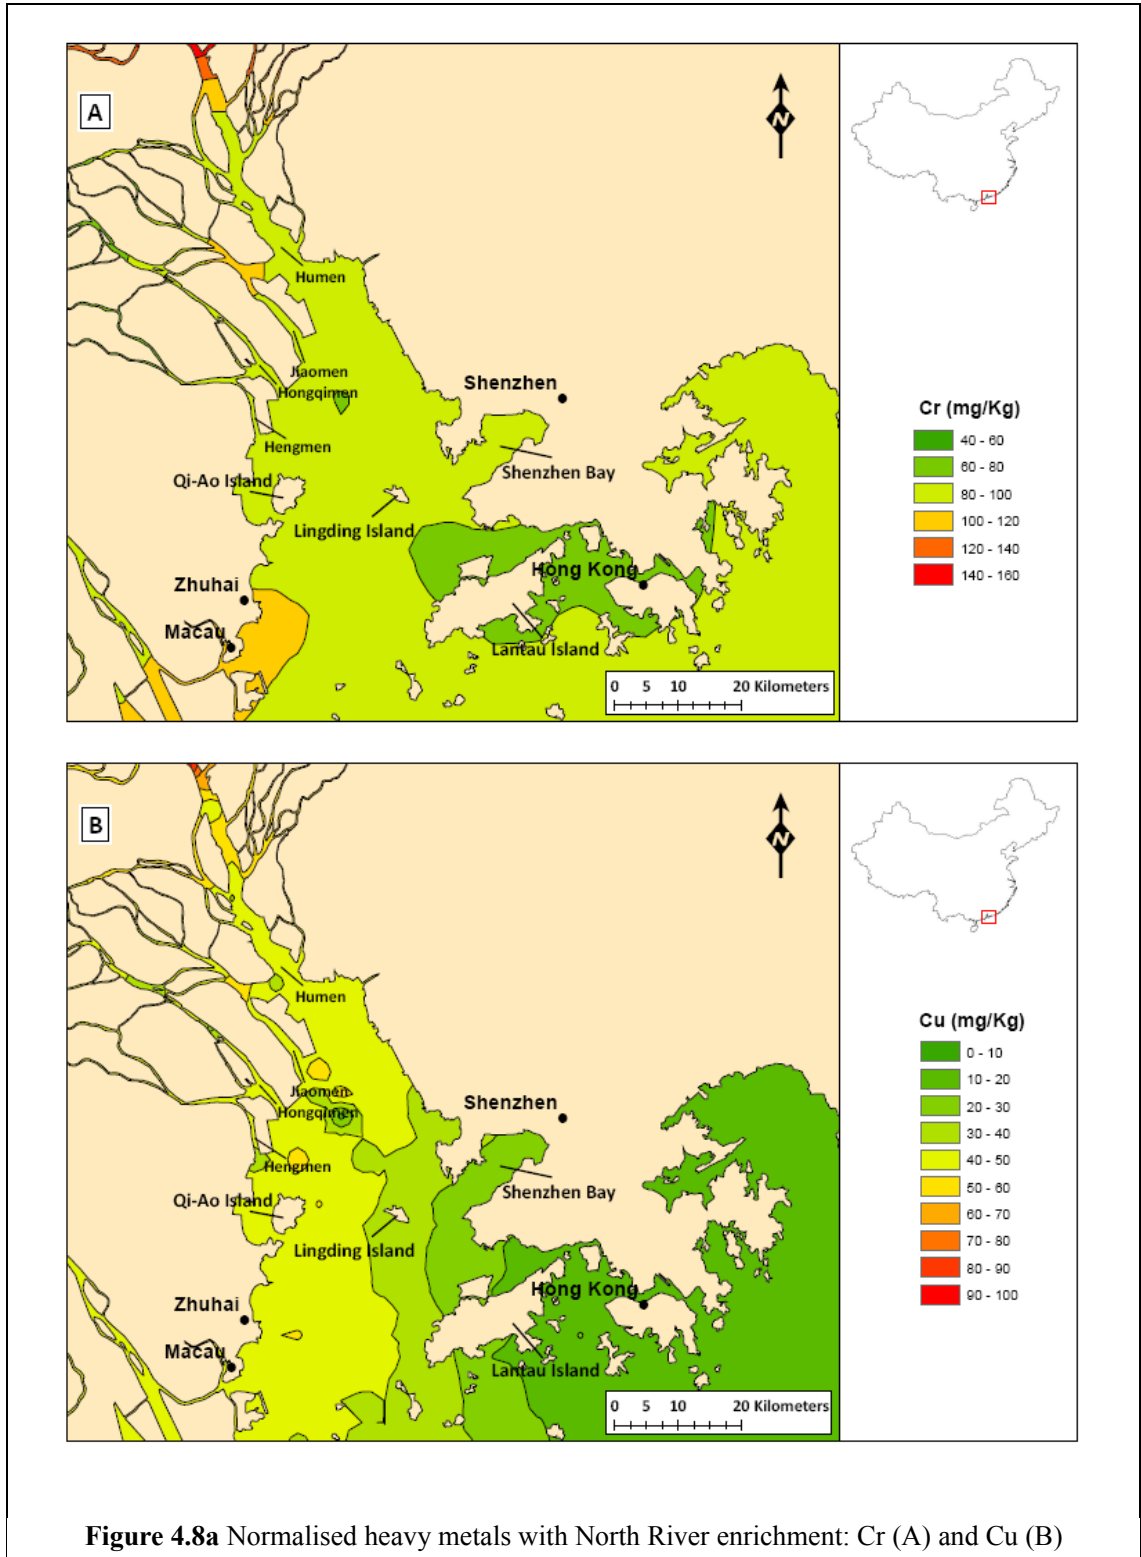 A
N
Humen
Jiaomen
Hongqimen
Hengmen
Shenzhen
Shenzhen Bay
Qi-Ao Island
Lingding Island
Zhuhai
Hong Kong
Macau
Lantau Island
0 5 10 20 Kilometers
Cr (mg/Kg)
40 - 60
60 - 80
80 - 100
100 - 120
120 - 140
140 - 160
B
N
Humen
Jiaomen
Hongqimen
Hengmen
Shenzhen
Shenzhen Bay
Qi-Ao Island
Lingding Island
Zhuhai
Hong Kong
Macau
Lantau Island
0 5 10 20 Kilometers
Cu (mg/Kg)
0 - 10
10 - 20
20 - 30
30 - 40
40 - 50
50 - 60
60 - 70
70 - 80
80 - 90
90 - 100
Figure 4.8a Normalised heavy metals with North River enrichment: Cr (A) and Cu (B)